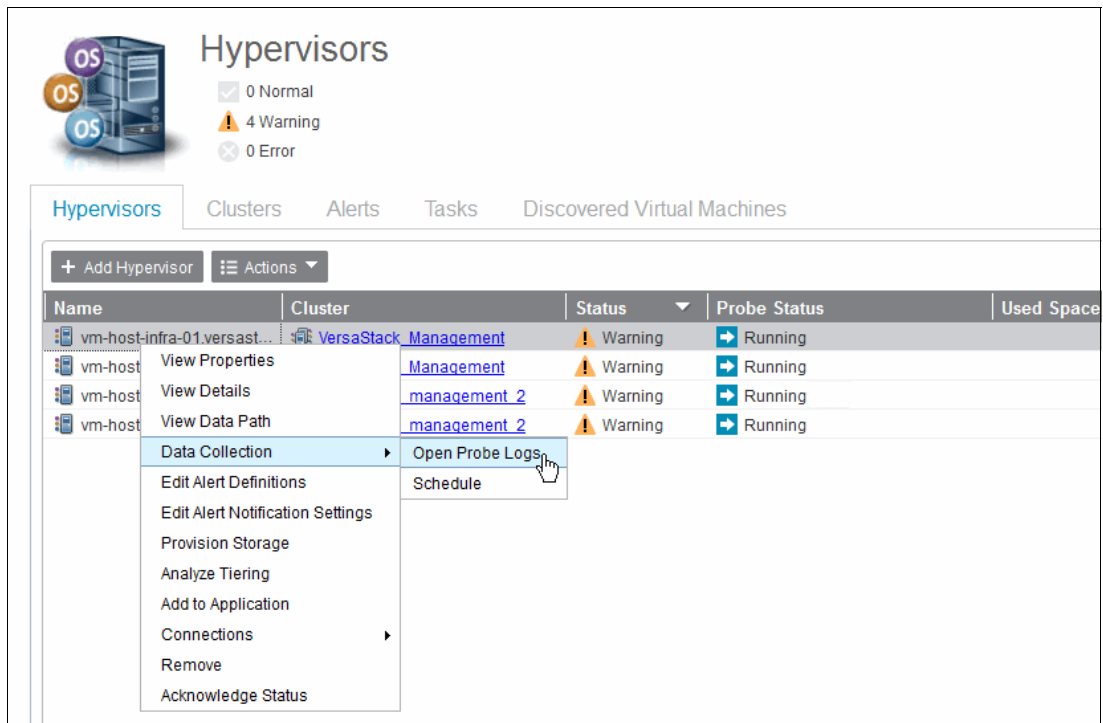 OS
OS
OS
Hypervisors
0 Normal
4 Warning
0 Error
Hypervisors Clusters Alerts Tasks Discovered Virtual Machines
+ Add Hypervisor Actions
Name Cluster Status Probe Status Used Space
vm-host-infra-01.versast... VersaStack_Management Warning Running
vm-host _Management Warning Running
vm-host _management_2 Warning Running
vm-host _management_2 Warning Running
View Properties
View Details
View Data Path
Data Collection
Open Probe Logs
Schedule
Edit Alert Definitions
Edit Alert Notification Settings
Provision Storage
Analyze Tiering
Add to Application
Connections
Remove
Acknowledge Status